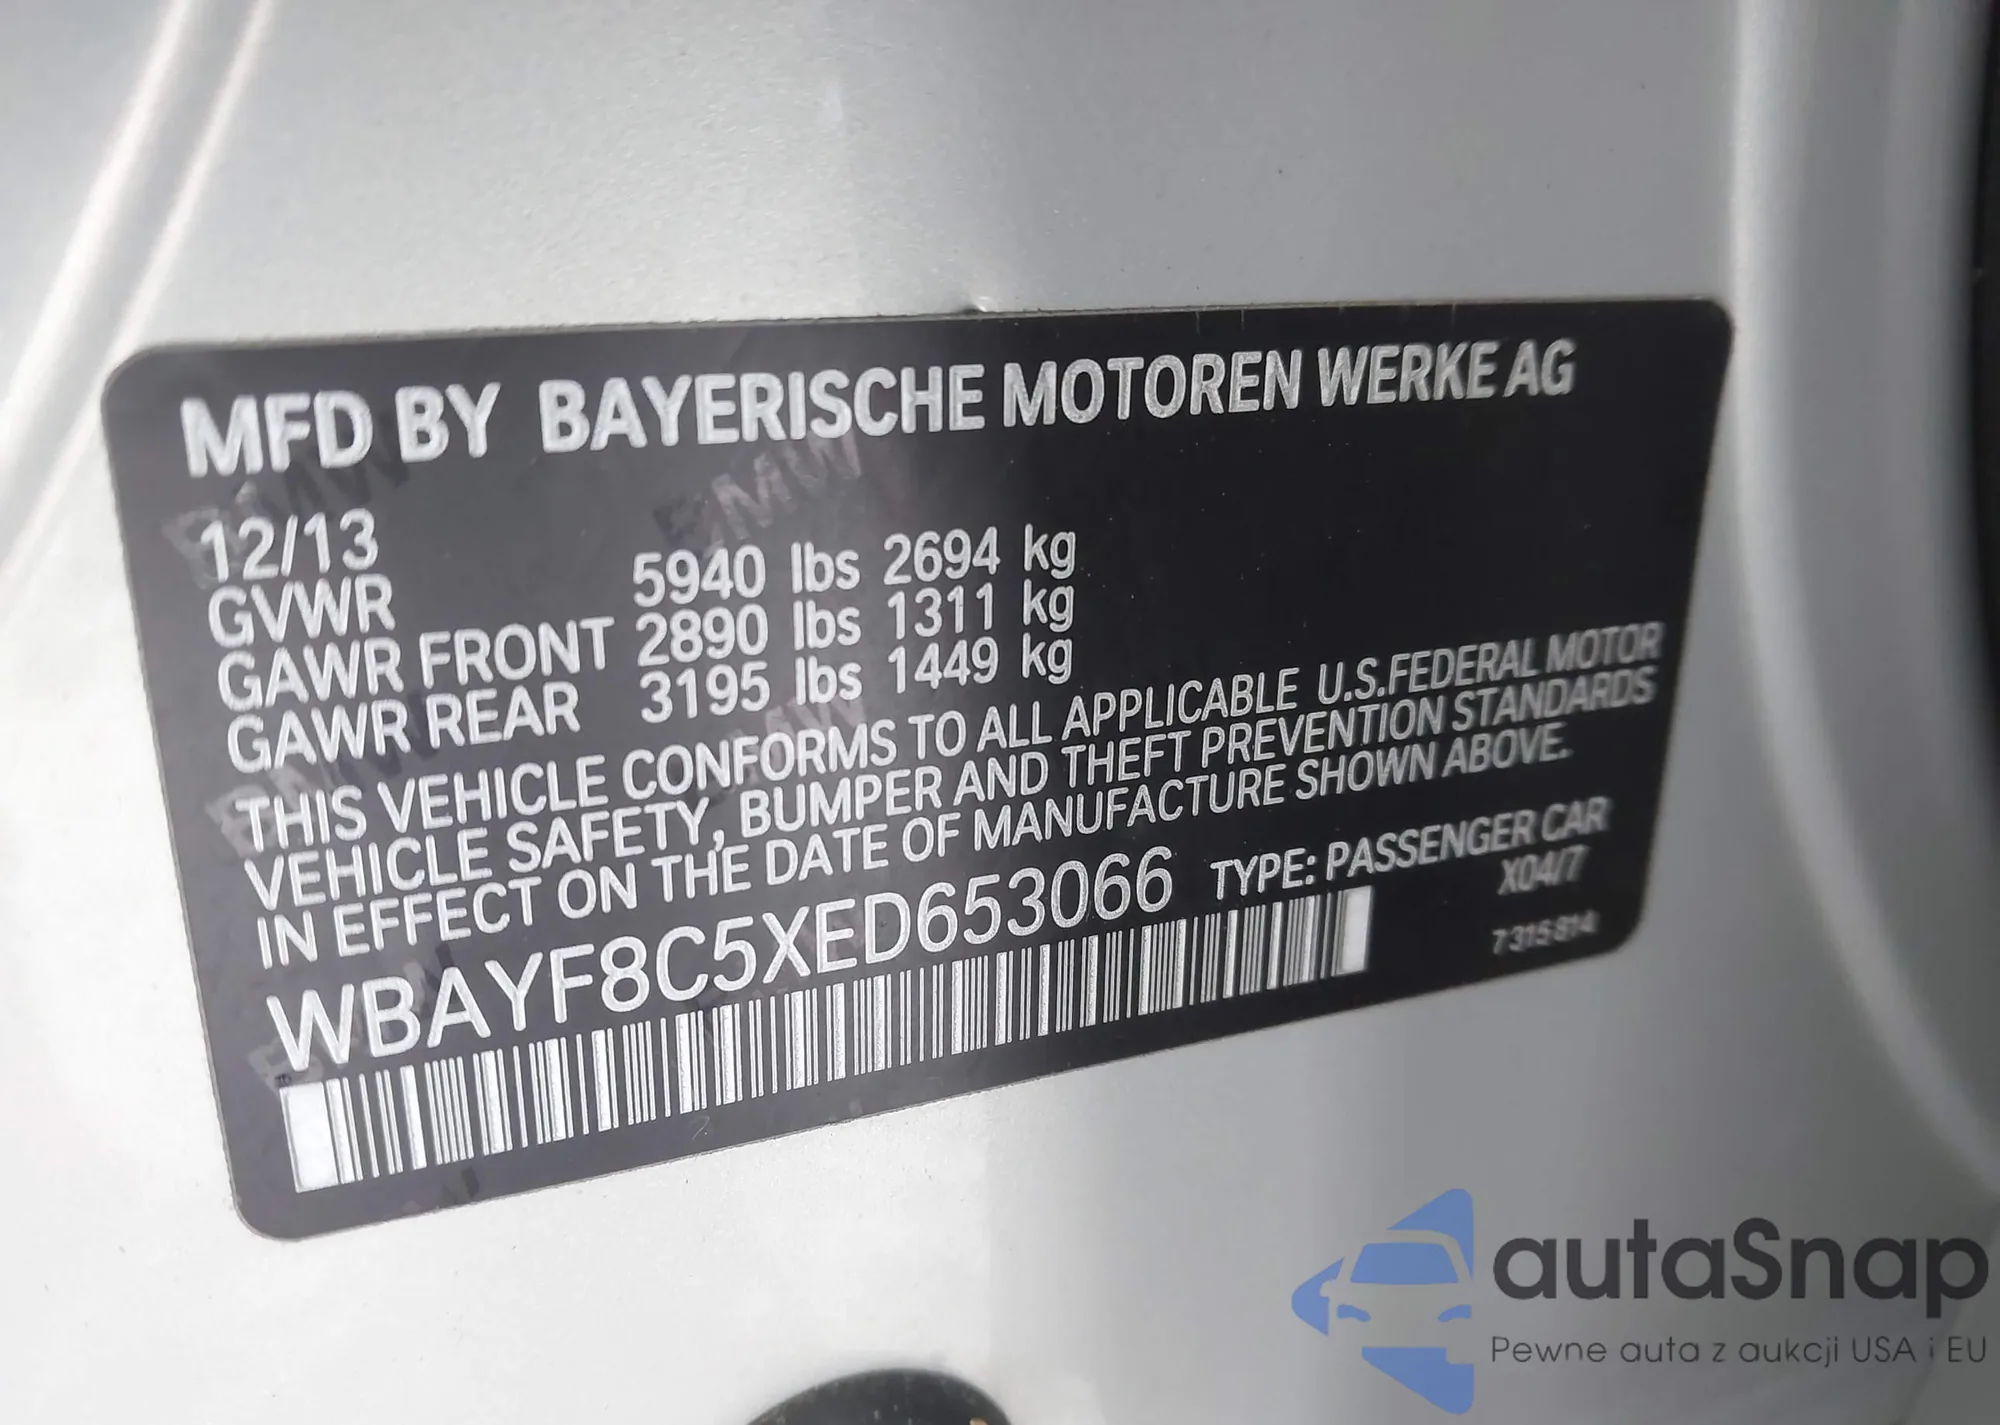 MFD BY BAYERISCHE MOTOREN WERKE AG
12/13
GVWR 5940 lbs 2694 kg
GAWR FRONT 2890 lbs 1311 kg
GAWR REAR 3195 lbs 1449 kg
THIS VEHICLE CONFORMS TO ALL APPLICABLE U.S.FEDERAL MOTOR
VEHICLE SAFETY, BUMPER AND THEFT PREVENTION STANDARDS
IN EFFECT ON THE DATE OF MANUFACTURE SHOWN ABOVE.
WBAYF8C5XED653066 TYPE: PASSENGER CAR
X04/7
7 315 814
autaSnap
Pewne auta z aukcji USA i EU